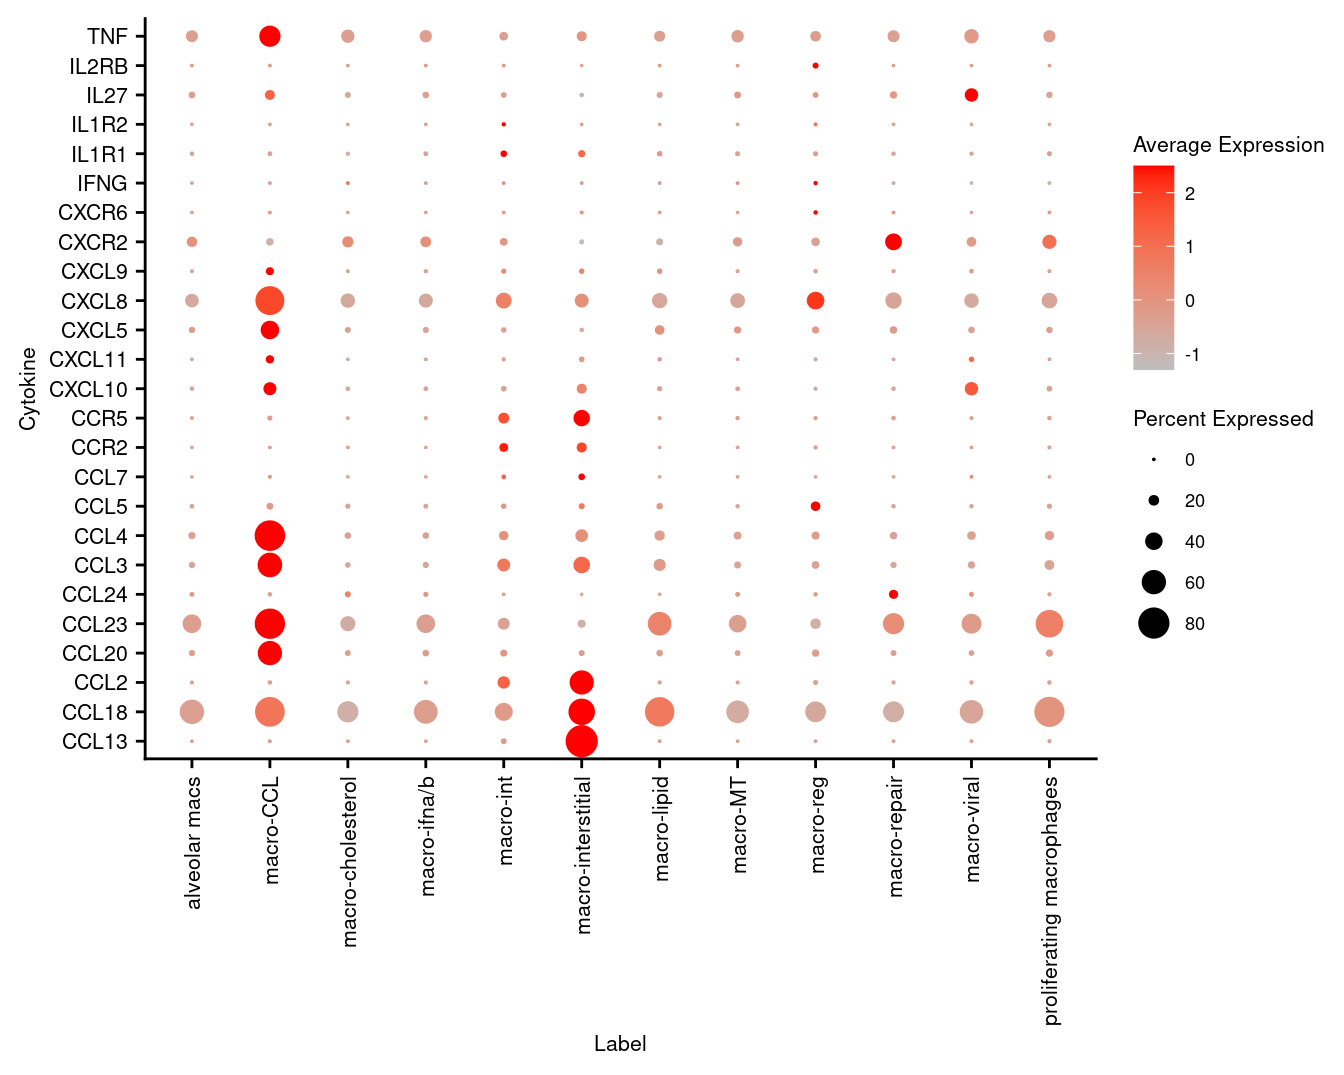 Cytokine
TNF
IL2RB
IL27
IL1R2
IL1R1
IFNG
CXCR6
CXCR2
CXCL9
CXCL8
CXCL5
CXCL11
CXCL10
CCR5
CCR2
CCL7
CCL5
CCL4
CCL3
CCL24
CCL23
CCL20
CCL2
CCL18
CCL13
alveolar macs
macro-CCL
macro-cholesterol
macro-ifna/b
macro-int
macro-interstitial
macro-lipid
macro-MT
macro-reg
macro-repair
macro-viral
proliferating macrophages
Label
Average Expression
2
1
0
-1
Percent Expressed
0
20
40
60
80